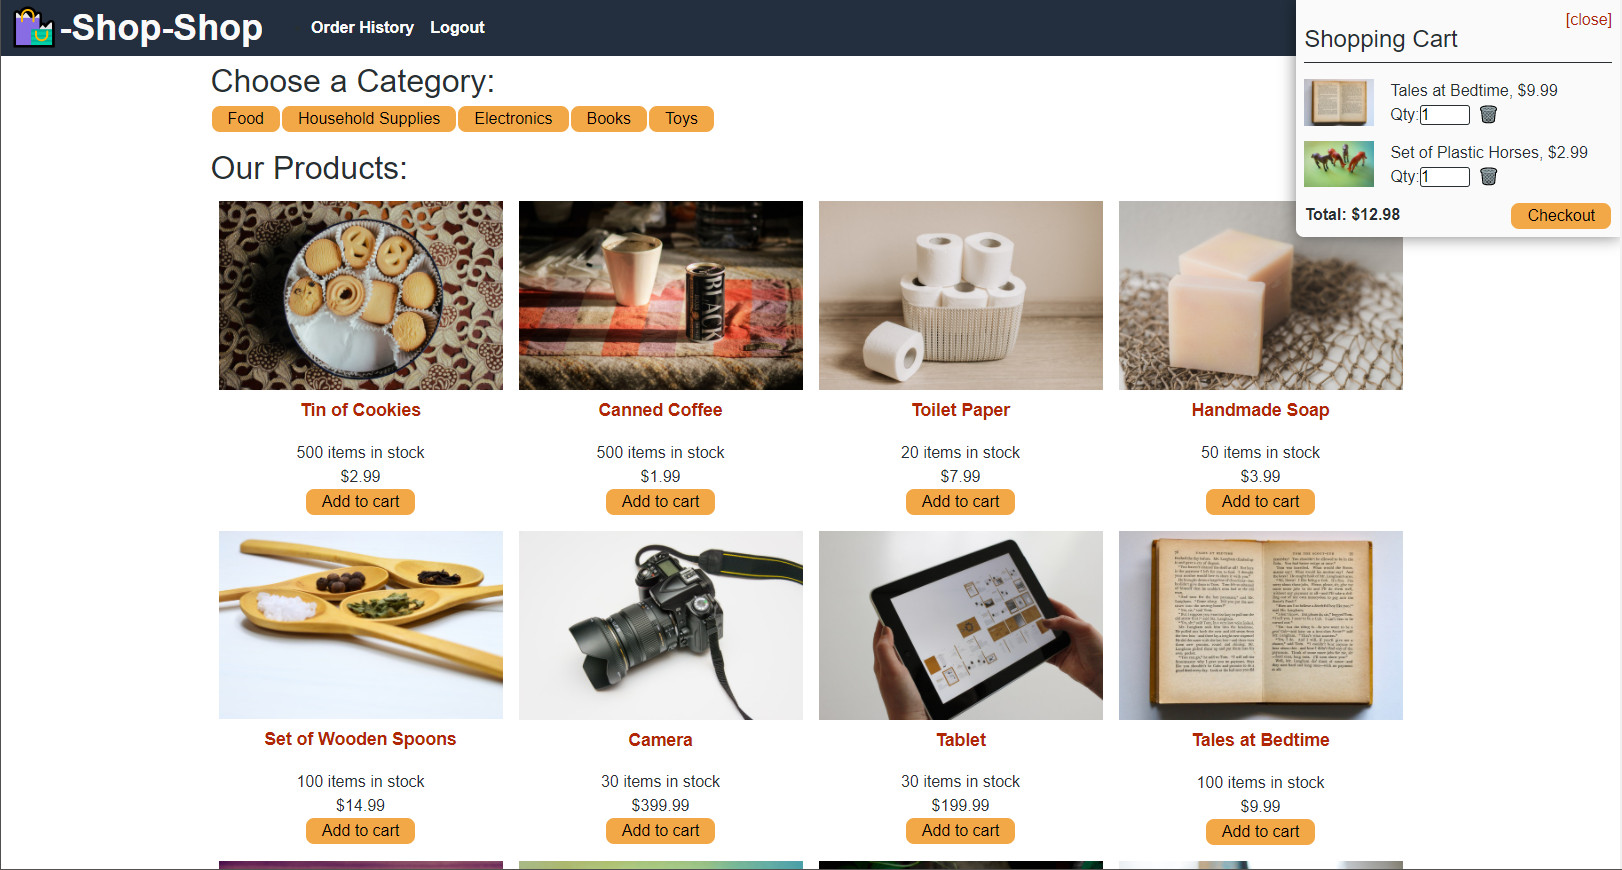 -Shop-Shop
Order History Logout
[close]
Shopping Cart
Tales at Bedtime, $9.99
Qty:1
Set of Plastic Horses, $2.99
Qty:1
Total: $12.98
Checkout
Choose a Category:
Food Household Supplies Electronics Books Toys
Our Products:
BLACK
Tin of Cookies
500 items in stock
$2.99
Add to cart
Canned Coffee
500 items in stock
$1.99
Add to cart
Toilet Paper
20 items in stock
$7.99
Add to cart
Handmade Soap
50 items in stock
$3.99
Add to cart
Set of Wooden Spoons
100 items in stock
$14.99
Add to cart
Camera
30 items in stock
$399.99
Add to cart
Tablet
30 items in stock
$199.99
Add to cart
Tales at Bedtime
100 items in stock
$9.99
Add to cart